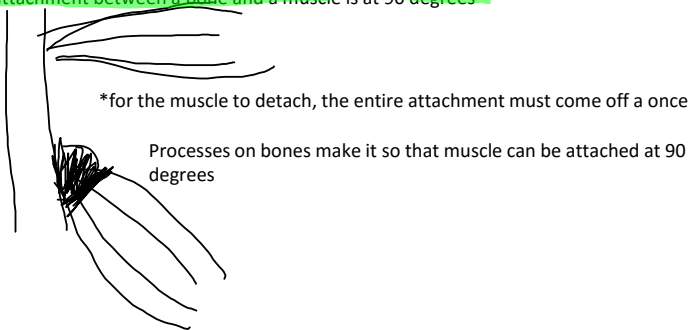 attachment between a bone and a muscle is at 90 degrees
*for the muscle to detach, the entire attachment must come off a once
Processes on bones make it so that muscle can be attached at 90
degrees